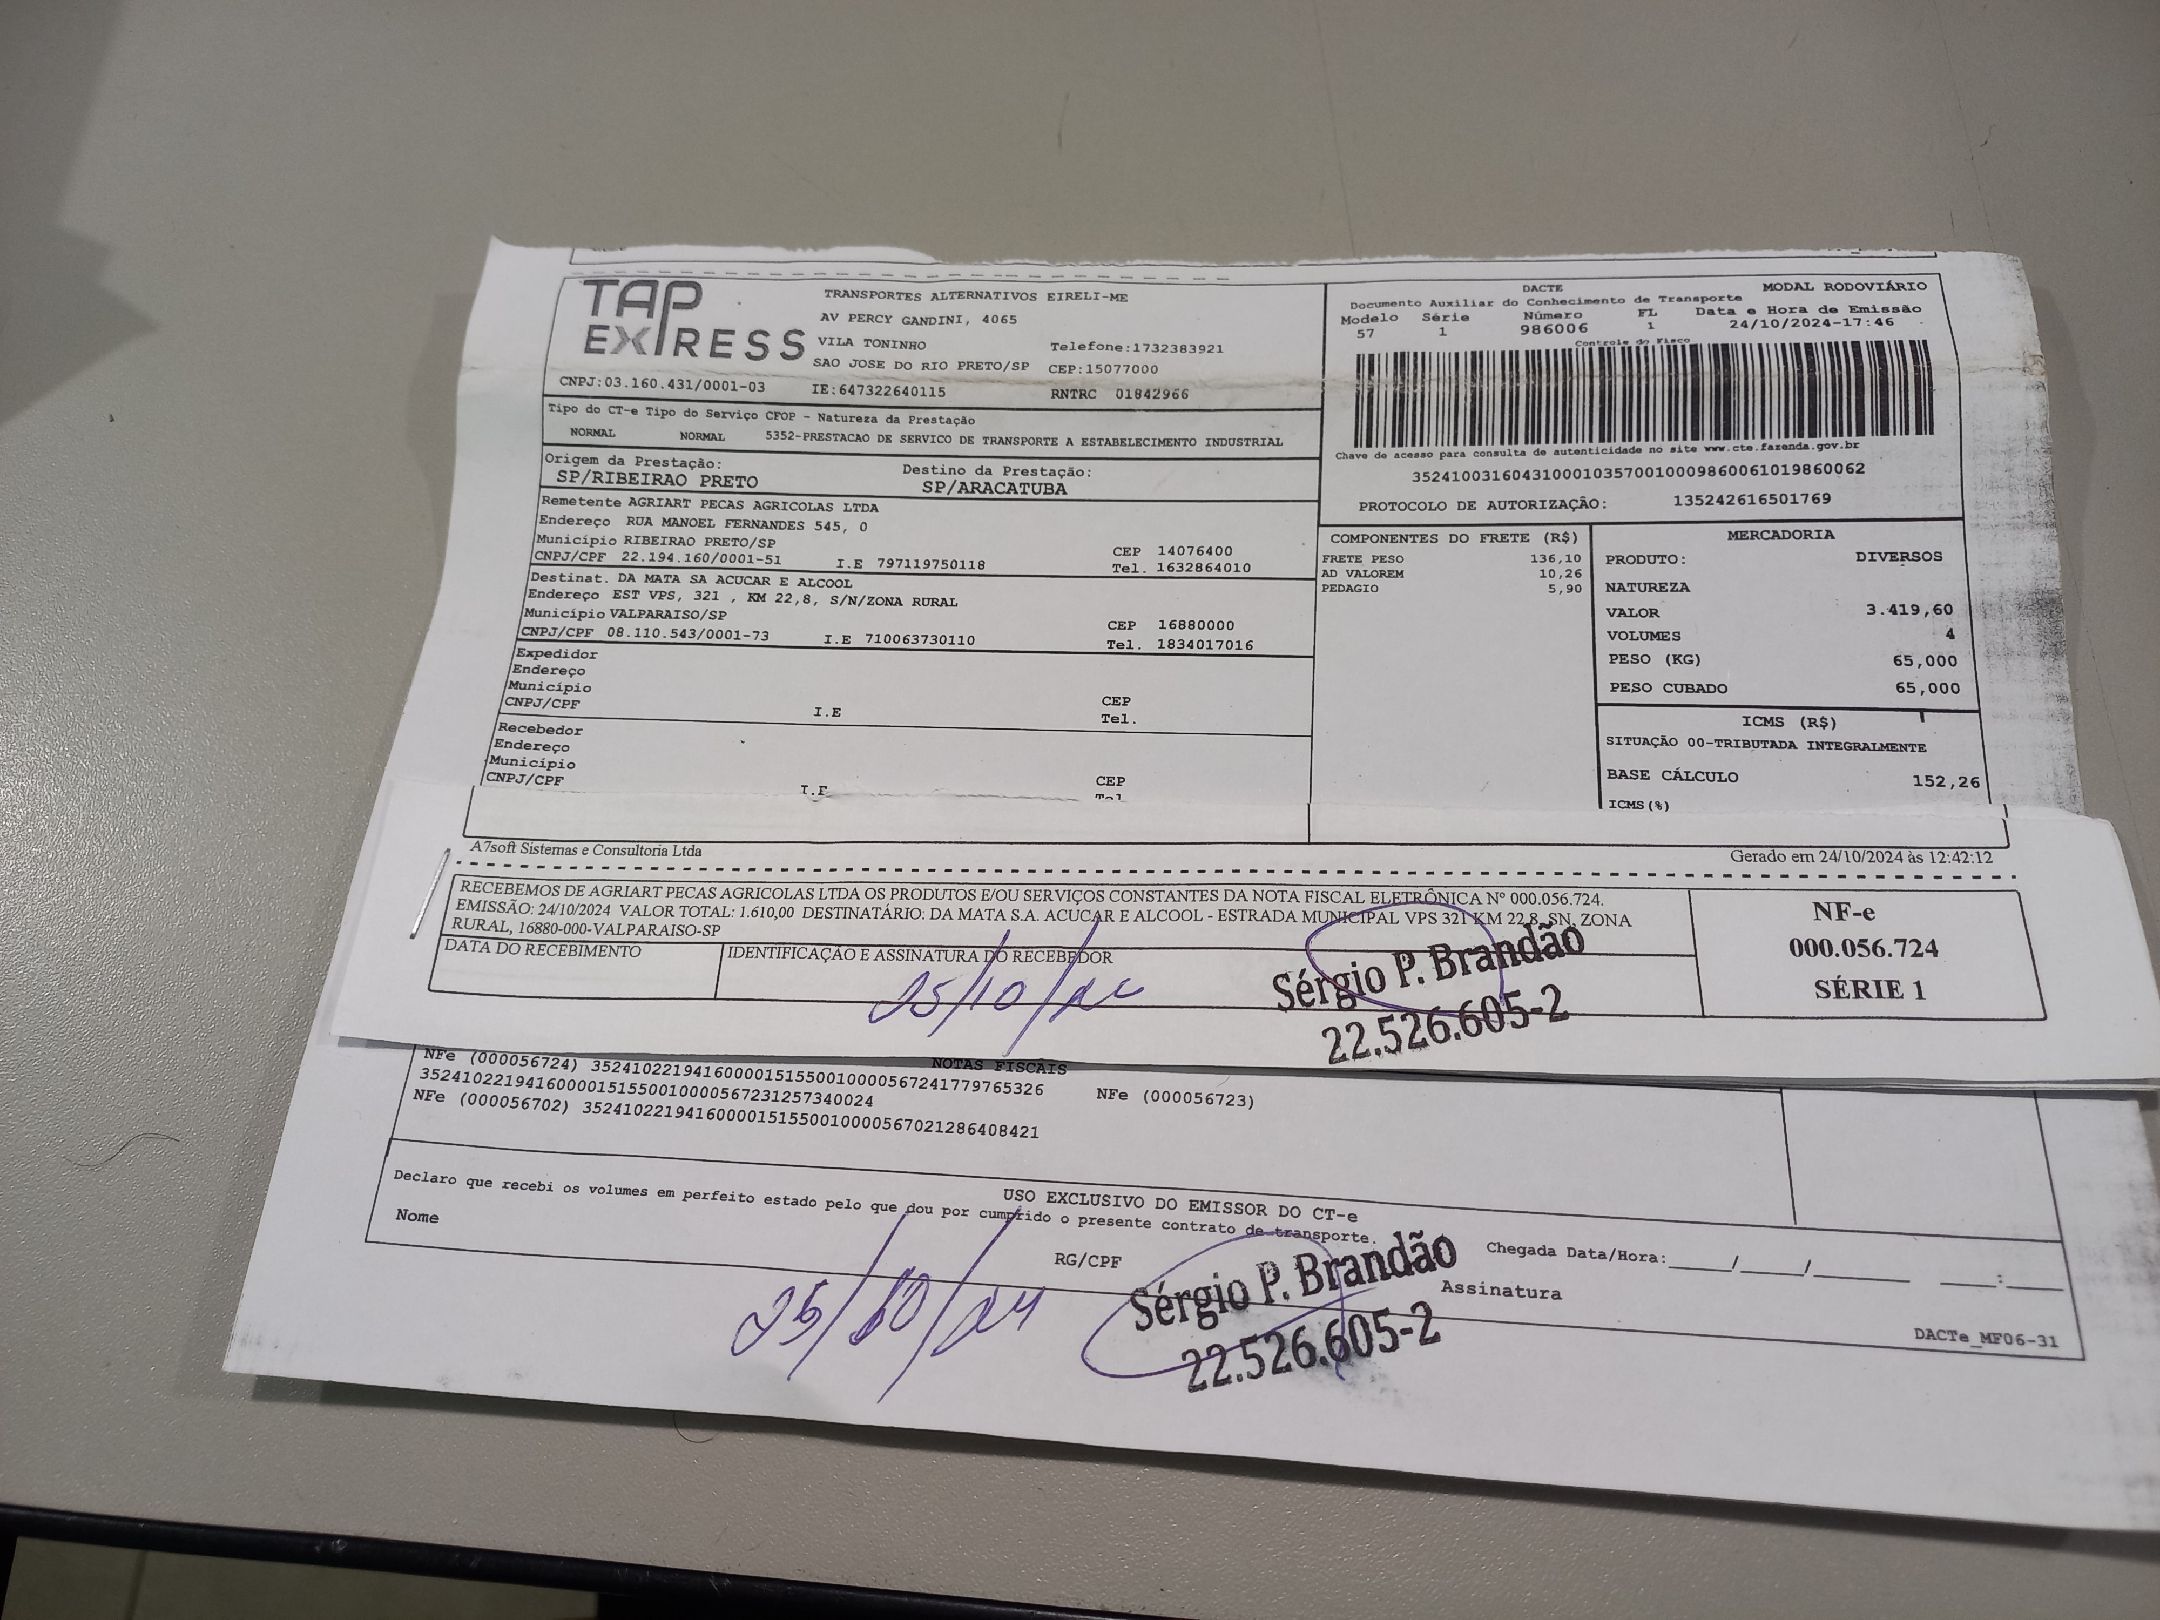 TAP EXPRESS
TRANSPORTES ALTERNATIVOS EIRELI-ME
AV PERCY GANDINI, 4065
VILA TONINHO Telefone:1732383921
SAO JOSE DO RIO PRETO/SP CEP:15077000
CNPJ:03.160.431/0001-03 IE:647322640115 RNTRC 01842966
DACTE MODAL RODOVIÁRIO
Documento Auxiliar do Conhecimento de Transporte
Modelo Série Número FL Data e Hora de Emissão
57 1 986006 1 24/10/2024-17:46
Controle do Fisco
Chave de acesso para consulta de autenticidade no site www.cte.fazenda.gov.br
35241003160431000103570010009860061019860062
PROTOCOLO DE AUTORIZAÇÃO: 135242616501769
Tipo do CT-e Tipo do Serviço CFOP - Natureza da Prestação
NORMAL NORMAL 5352-PRESTACAO DE SERVICO DE TRANSPORTE A ESTABELECIMENTO INDUSTRIAL
Origem da Prestação: Destino da Prestação:
SP/RIBEIRAO PRETO SP/ARACATUBA
Remetente AGRIART PECAS AGRICOLAS LTDA
Endereço RUA MANOEL FERNANDES 545, 0
Município RIBEIRAO PRETO/SP CEP 14076400
CNPJ/CPF 22.194.160/0001-51 I.E 797119750118 Tel. 1632864010
Destinat. DA MATA SA ACUCAR E ALCOOL
Endereço EST VPS, 321 , KM 22,8, S/N/ZONA RURAL
Município VALPARAISO/SP CEP 16880000
CNPJ/CPF 08.110.543/0001-73 I.E 710063730110 Tel. 1834017016
Expedidor
Endereço
Município CEP
CNPJ/CPF I.E Tel.
Recebedor
Endereço
Município CEP
CNPJ/CPF I.E Tel
COMPONENTES DO FRETE (R$)
FRETE PESO 136,10
AD VALOREM 10,26
PEDAGIO 5,90
MERCADORIA
PRODUTO: DIVERSOS
NATUREZA
VALOR 3.419,60
VOLUMES 4
PESO (KG) 65,000
PESO CUBADO 65,000
ICMS (R$)
SITUAÇÃO 00-TRIBUTADA INTEGRALMENTE
BASE CÁLCULO 152,26
ICMS(%)
A7soft Sistemas e Consultoria Ltda Gerado em 24/10/2024 às 12:42:12
RECEBEMOS DE AGRIART PECAS AGRICOLAS LTDA OS PRODUTOS E/OU SERVIÇOS CONSTANTES DA NOTA FISCAL ELETRÔNICA Nº 000.056.724.
EMISSÃO: 24/10/2024 VALOR TOTAL: 1.610,00 DESTINATÁRIO: DA MATA S.A. ACUCAR E ALCOOL - ESTRADA MUNICIPAL VPS 321 KM 22,8, SN, ZONA
RURAL, 16880-000-VALPARAISO-SP
DATA DO RECEBIMENTO IDENTIFICAÇÃO E ASSINATURA DO RECEBEDOR
NF-e
000.056.724
SÉRIE 1
25/10/24
Sérgio P. Brandão
22.526.605-2
NOTAS FISCAIS
NFe (000056724) 35241022194160000151550010000567241779765326 NFe (000056723)
35241022194160000151550010000567231257340024
NFe (000056702) 35241022194160000151550010000567021286408421
USO EXCLUSIVO DO EMISSOR DO CT-e
Declaro que recebi os volumes em perfeito estado pelo que dou por cumprido o presente contrato de transporte.
Nome RG/CPF Assinatura Chegada Data/Hora:_____/_____/________ ____:_____
25/10/24
Sérgio P. Brandão
22.526.605-2
DACTe_MF06-31